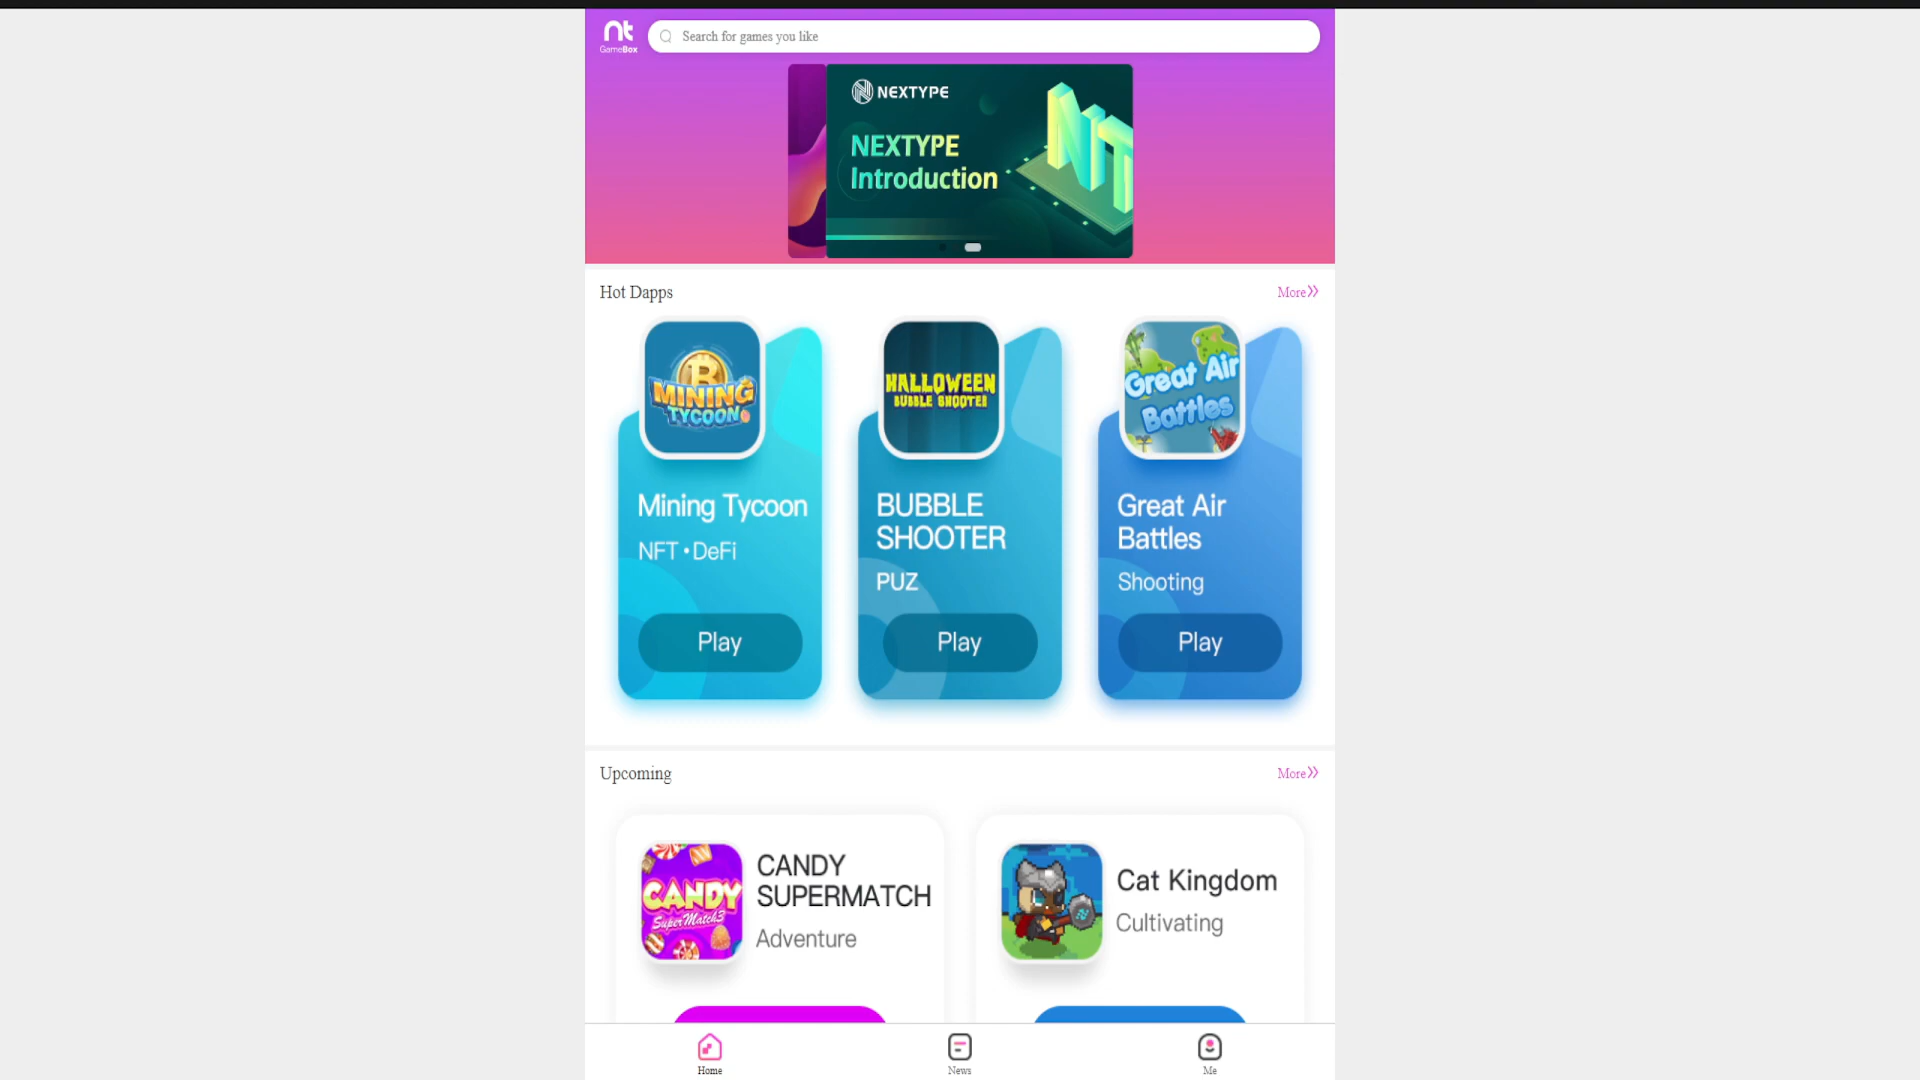 nt
GameBox
Search for games you like
NEXTYPE
NEXTYPE
Introduction
NT
Hot Dapps
More
MINING
TYCOON
HALLOWEEN
BUBBLE SHOOTER
Great Air
Battles
Mining Tycoon
NFT • DeFi
Play
BUBBLE
SHOOTER
PUZ
Play
Great Air
Battles
Shooting
Play
Upcoming
More
CANDY
SuperMatch3
CANDY
SUPERMATCH
Adventure
Cat Kingdom
Cultivating
Home
News
Me